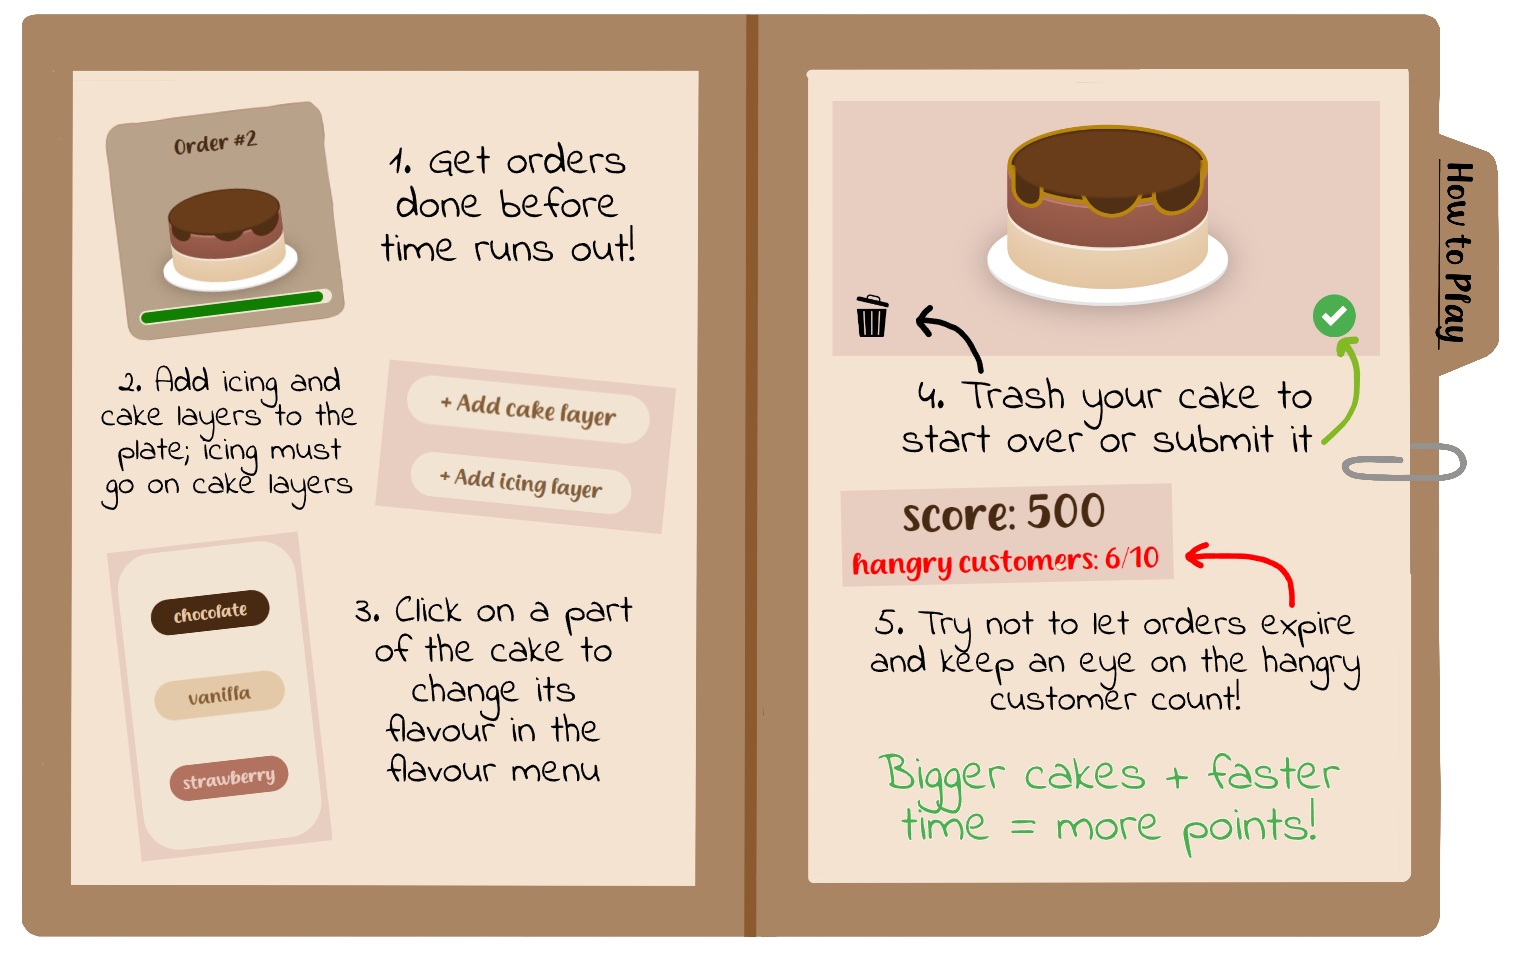 Order #2
1. Get orders
done before
time runs out!
2. Add icing and
cake layers to the
plate; icing must
go on cake layers
+ Add cake layer
+ Add icing layer
chocolate
vanilla
strawberry
3. Click on a part
of the cake to
change its
flavour in the
flavour menu
4. Trash your cake to
start over or submit it
score: 500
hangry customers: 6/10
5. Try not to let orders expire
and keep an eye on the hangry
customer count!
Bigger cakes + faster
time = more points!
How to Play